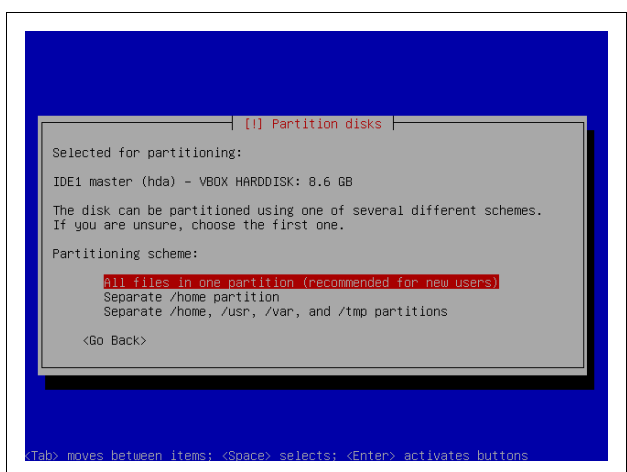 [!] Partition disks
Selected for partitioning:
IDE1 master (hda) – VBOX HARDDISK: 8.6 GB
The disk can be partitioned using one of several different schemes.
If you are unsure, choose the first one.
Partitioning scheme:
All files in one partition (recommended for new users)
Separate /home partition
Separate /home, /usr, /var, and /tmp partitions
<Go Back>
<Tab> moves between items; <Space> selects; <Enter> activates buttons